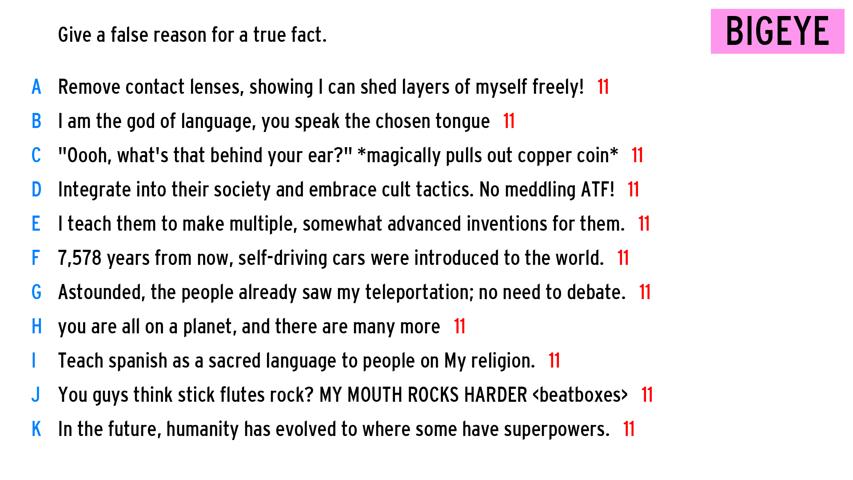 Give a false reason for a true fact.
BIGEYE
A Remove contact lenses, showing I can shed layers of myself freely! 11
B I am the god of language, you speak the chosen tongue 11
C "Oooh, what's that behind your ear?" *magically pulls out copper coin* 11
D Integrate into their society and embrace cult tactics. No meddling ATF! 11
E I teach them to make multiple, somewhat advanced inventions for them. 11
F 7,578 years from now, self-driving cars were introduced to the world. 11
G Astounded, the people already saw my teleportation; no need to debate. 11
H you are all on a planet, and there are many more 11
I Teach spanish as a sacred language to people on My religion. 11
J You guys think stick flutes rock? MY MOUTH ROCKS HARDER <beatboxes> 11
K In the future, humanity has evolved to where some have superpowers. 11